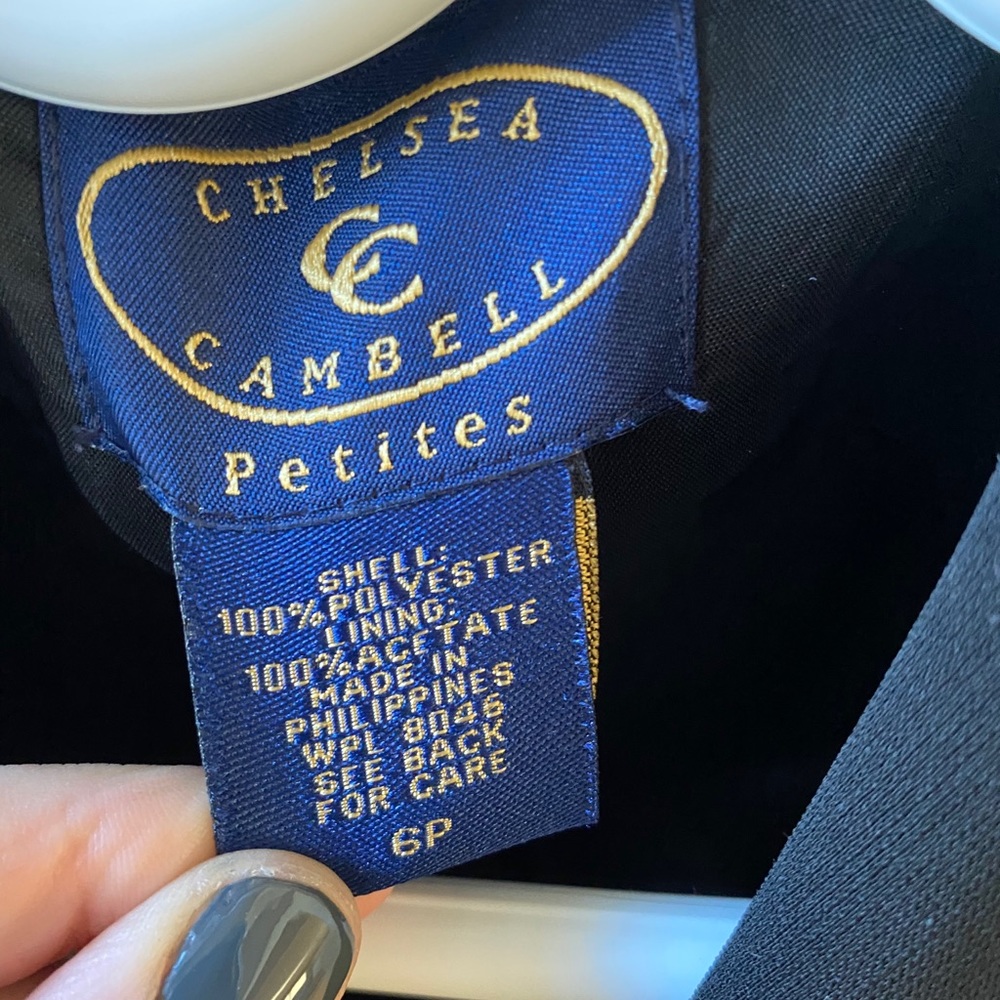 CHELSEA
CC
CAMBELL
Petites
SHELL:
100% POLYESTER
LINING:
100% ACETATE
MADE IN
PHILIPPINES
WPL 8046
SEE BACK
FOR CARE
6P